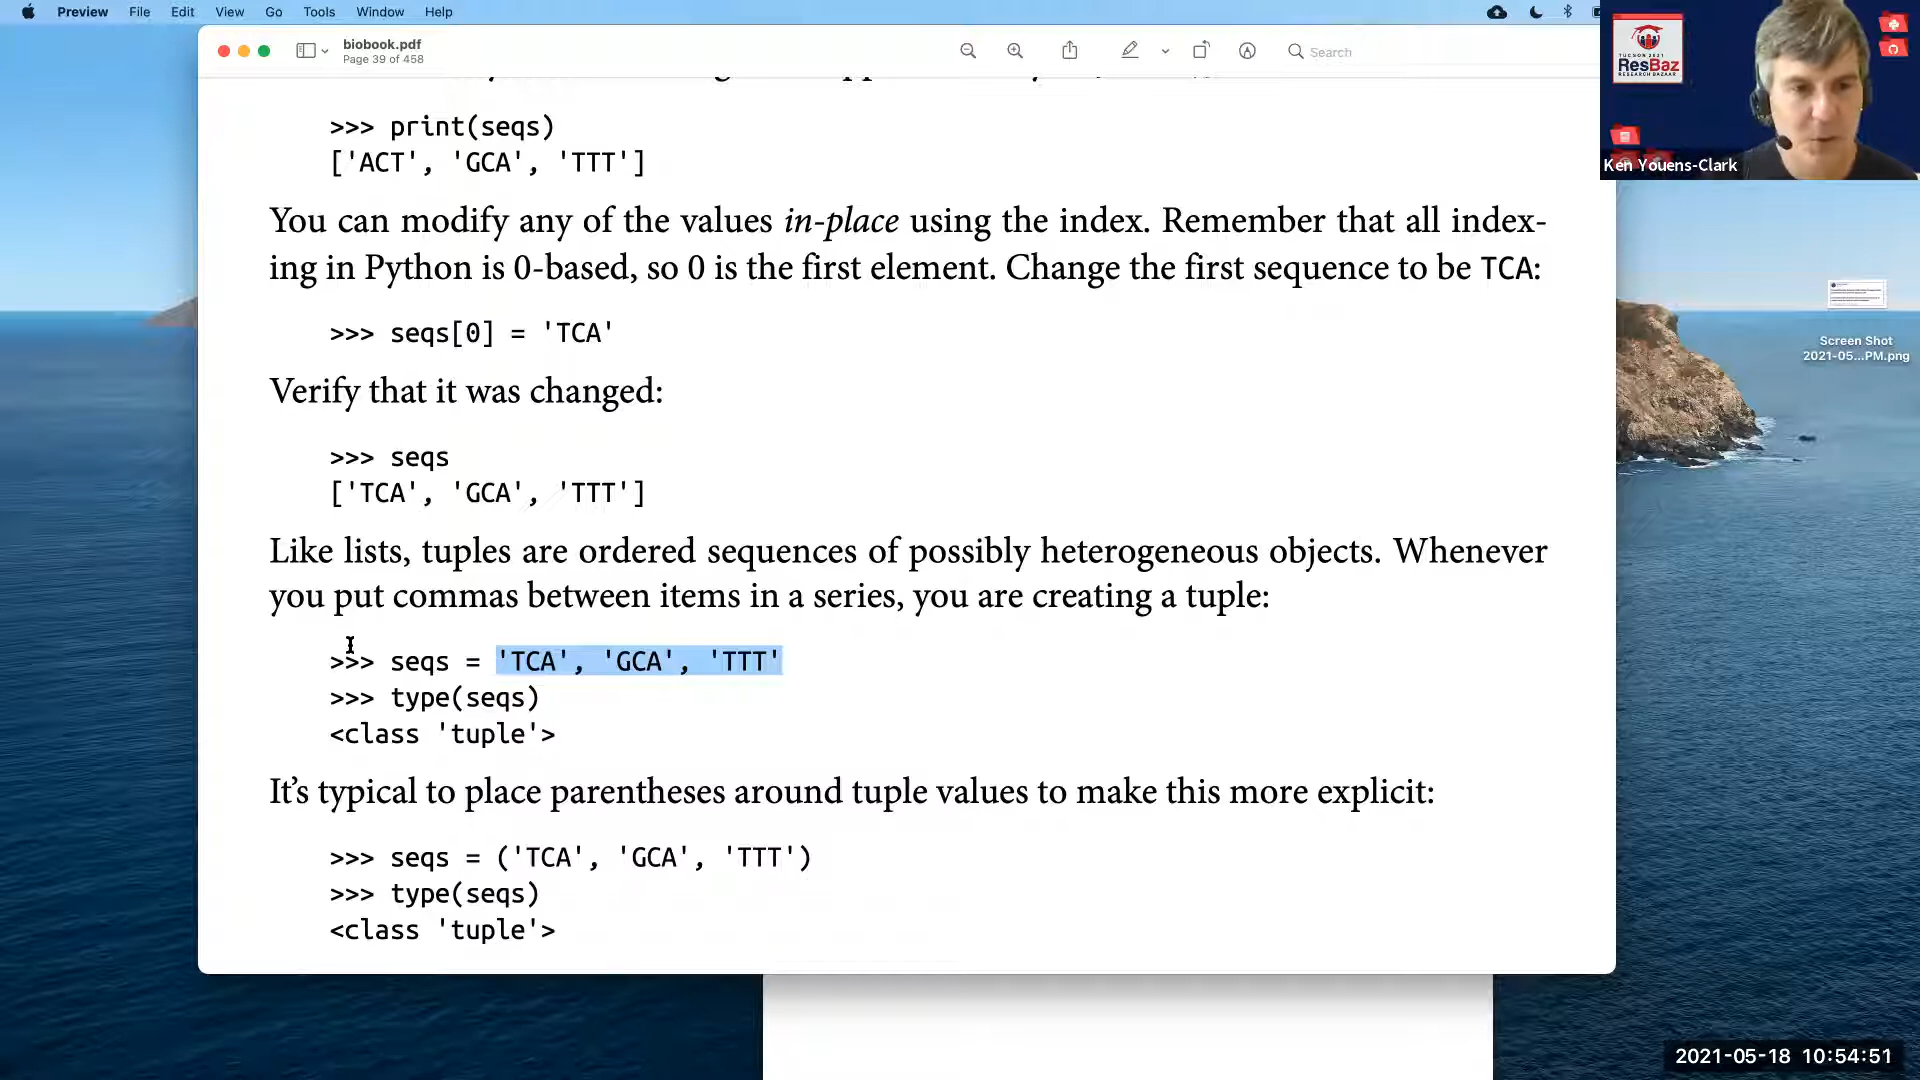 Preview File Edit View Go Tools Window Help
biobook.pdf
Page 39 of 458
Search
>>> print(seqs)
['ACT', 'GCA', 'TTT']
You can modify any of the values in-place using the index. Remember that all index-
ing in Python is 0-based, so 0 is the first element. Change the first sequence to be TCA:
>>> seqs[0] = 'TCA'
Verify that it was changed:
>>> seqs
['TCA', 'GCA', 'TTT']
Like lists, tuples are ordered sequences of possibly heterogeneous objects. Whenever
you put commas between items in a series, you are creating a tuple:
>>> seqs = 'TCA', 'GCA', 'TTT'
>>> type(seqs)
<class 'tuple'>
It's typical to place parentheses around tuple values to make this more explicit:
>>> seqs = ('TCA', 'GCA', 'TTT')
>>> type(seqs)
<class 'tuple'>
TUCSON 2021
ResBaz
RESEARCH BAZAAR
Ken Youens-Clark
Screen Shot
2021-05...PM.png
2021-05-18 10:54:51